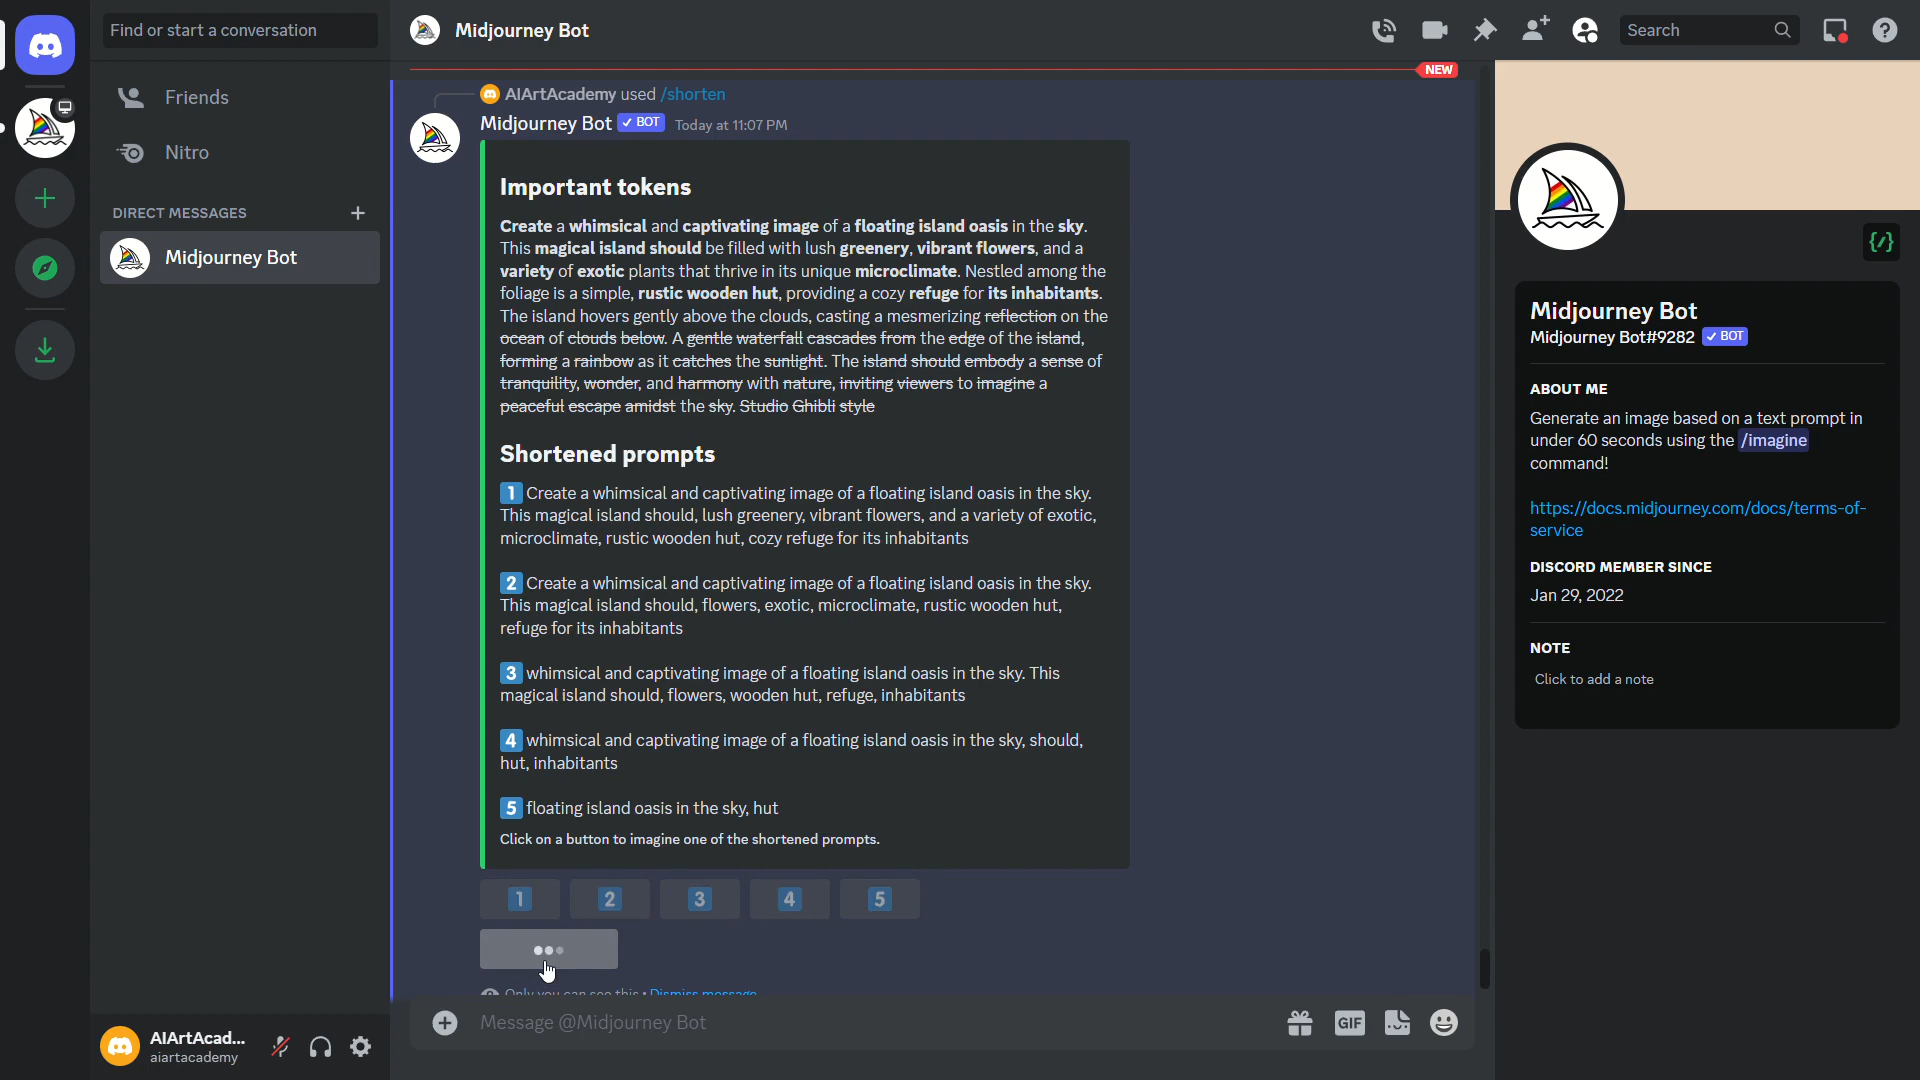 Find or start a conversation
Friends
Nitro
DIRECT MESSAGES
Midjourney Bot
AIArtAcad...
aiartacademy
Midjourney Bot
Search
NEW
AIArtAcademy used /shorten
Midjourney Bot ✓ BOT Today at 11:07 PM
Important tokens
Create a whimsical and captivating image of a floating island oasis in the sky.
This magical island should be filled with lush greenery, vibrant flowers, and a
variety of exotic plants that thrive in its unique microclimate. Nestled among the
foliage is a simple, rustic wooden hut, providing a cozy refuge for its inhabitants.
The island hovers gently above the clouds, casting a mesmerizing reflection on the
ocean of clouds below. A gentle waterfall cascades from the edge of the island,
forming a rainbow as it catches the sunlight. The island should embody a sense of
tranquility, wonder, and harmony with nature, inviting viewers to imagine a
peaceful escape amidst the sky. Studio Ghibli style
Shortened prompts
1 Create a whimsical and captivating image of a floating island oasis in the sky.
This magical island should, lush greenery, vibrant flowers, and a variety of exotic,
microclimate, rustic wooden hut, cozy refuge for its inhabitants
2 Create a whimsical and captivating image of a floating island oasis in the sky.
This magical island should, flowers, exotic, microclimate, rustic wooden hut,
refuge for its inhabitants
3 whimsical and captivating image of a floating island oasis in the sky. This
magical island should, flowers, wooden hut, refuge, inhabitants
4 whimsical and captivating image of a floating island oasis in the sky, should,
hut, inhabitants
5 floating island oasis in the sky, hut
Click on a button to imagine one of the shortened prompts.
1 2 3 4 5
Only you can see this • Dismiss message
Message @Midjourney Bot
GIF
Midjourney Bot
Midjourney Bot#9282 ✓ BOT
ABOUT ME
Generate an image based on a text prompt in
under 60 seconds using the /imagine
command!
https://docs.midjourney.com/docs/terms-of-
service
DISCORD MEMBER SINCE
Jan 29, 2022
NOTE
Click to add a note